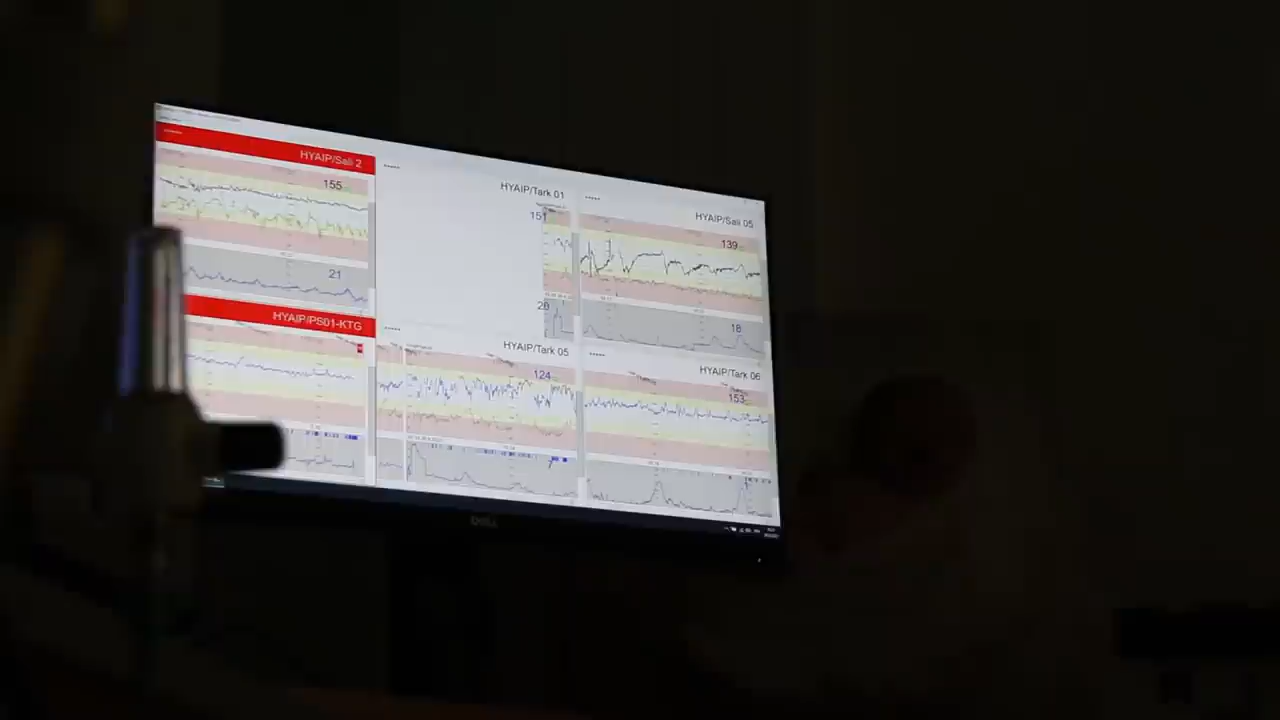 HYAIP/Sali 2
155
21
HYAIP/PS01-KTG
HYAIP/Tark 01
151
20
HYAIP/Sali 05
139
18
HYAIP/Tark 05
124
HYAIP/Tark 06
153
DELL